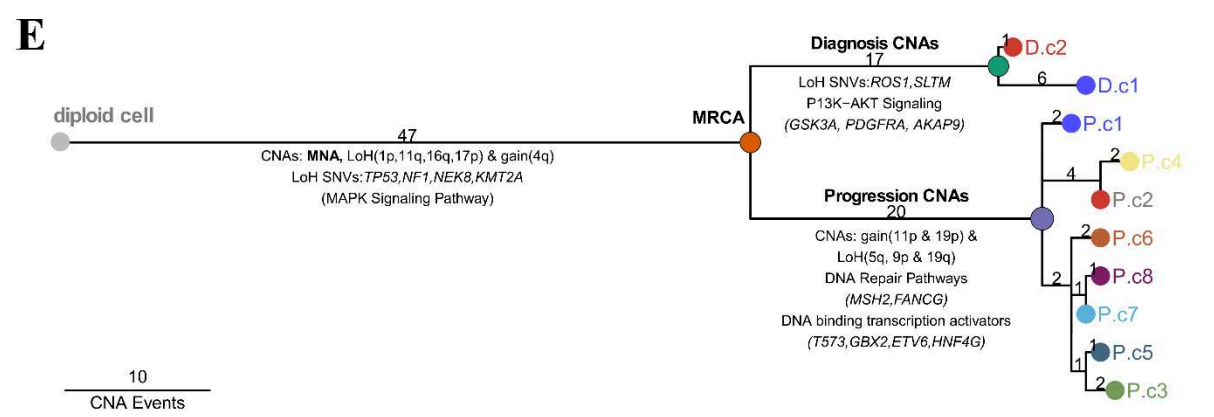 E
diploid cell
47
CNAs: MNA, LoH(1p,11q,16q,17p) & gain(4q)
LoH SNVs:TP53,NF1,NEK8,KMT2A
(MAPK Signaling Pathway)
MRCA
Diagnosis CNAs
17
LoH SNVs:ROS1,SLTM
P13K−AKT Signaling
(GSK3A, PDGFRA, AKAP9)
1
D.c2
6
D.c1
Progression CNAs
20
CNAs: gain(11p & 19p) &
LoH(5q, 9p & 19q)
DNA Repair Pathways
(MSH2,FANCG)
DNA binding transcription activators
(T573,GBX2,ETV6,HNF4G)
2
P.c1
4
2
P.c4
P.c2
2
2
P.c6
1
1
P.c8
P.c7
1
1
P.c5
2
P.c3
10
CNA Events